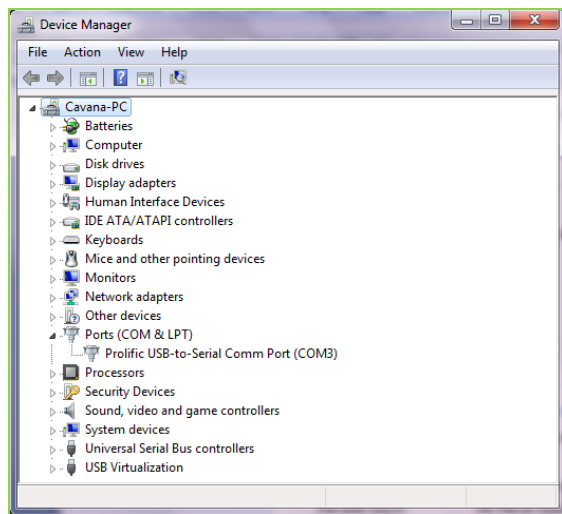 Device Manager
File Action View Help
Cavana-PC
Batteries
Computer
Disk drives
Display adapters
Human Interface Devices
IDE ATA/ATAPI controllers
Keyboards
Mice and other pointing devices
Monitors
Network adapters
Other devices
Ports (COM & LPT)
Prolific USB-to-Serial Comm Port (COM3)
Processors
Security Devices
Sound, video and game controllers
System devices
Universal Serial Bus controllers
USB Virtualization